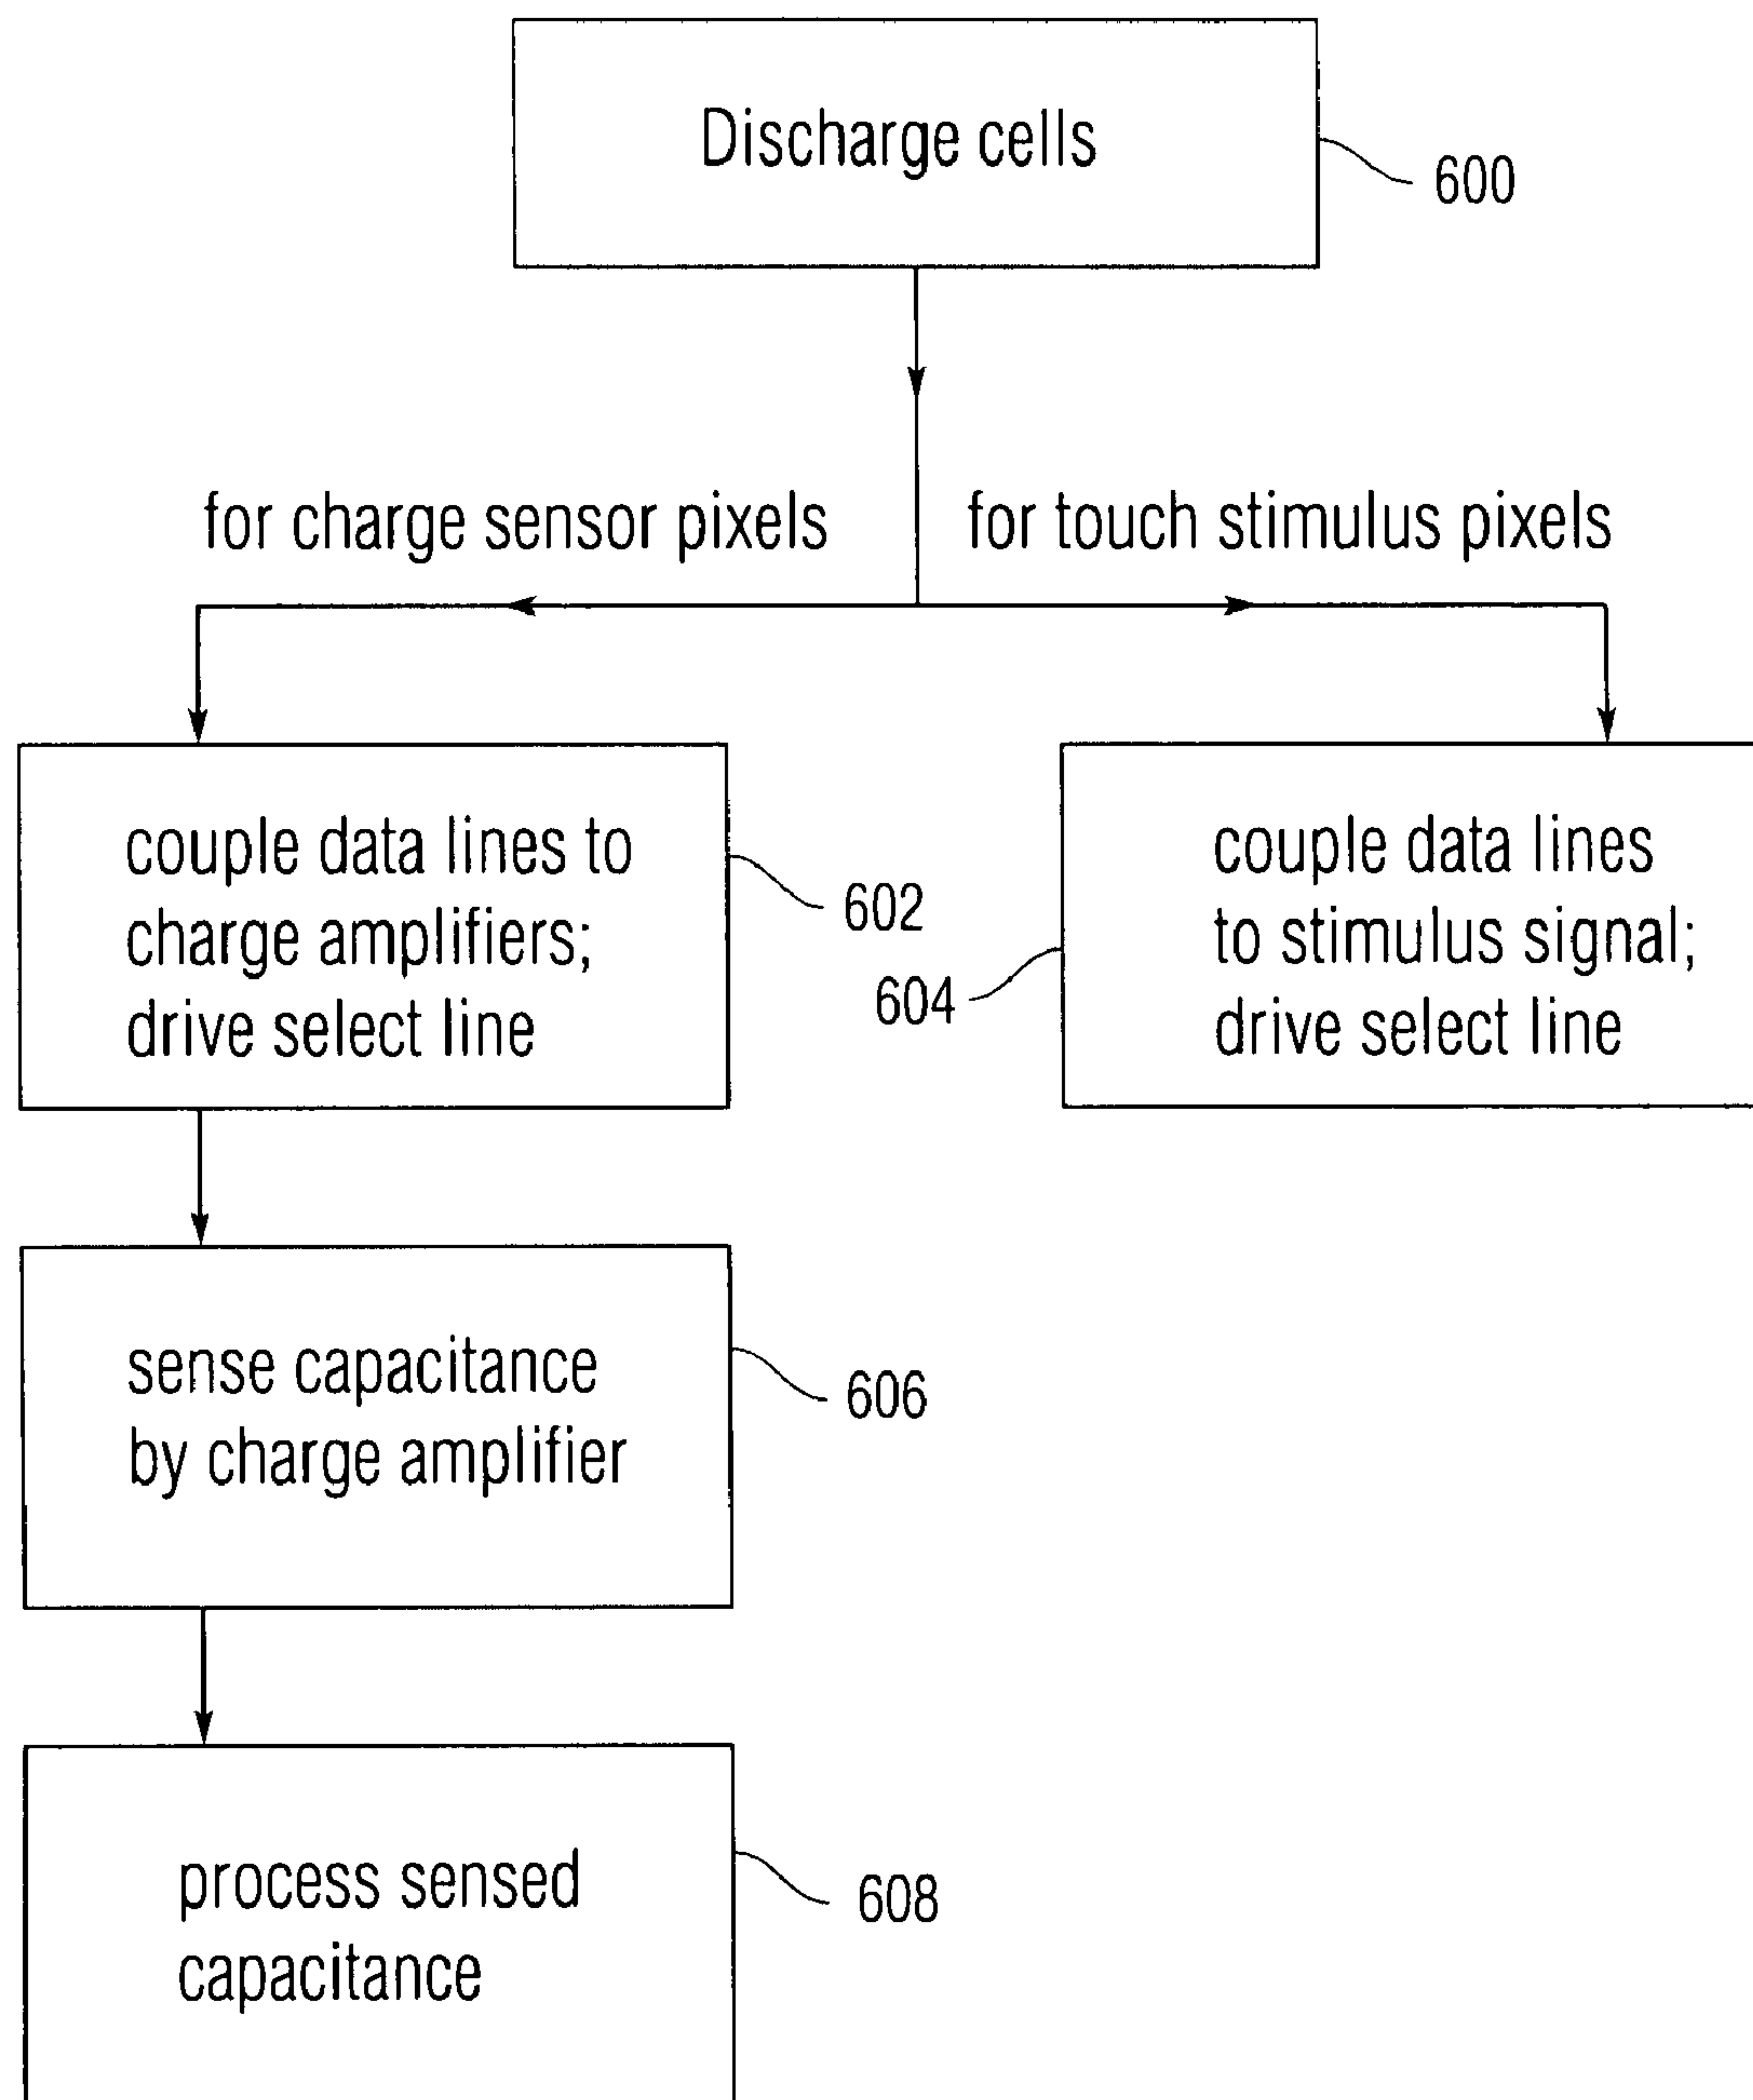 Discharge cells
600
for charge sensor pixels
for touch stimulus pixels
couple data lines to
charge amplifiers;
drive select line
602
couple data lines
to stimulus signal;
drive select line
604
sense capacitance
by charge amplifier
606
process sensed
capacitance
608